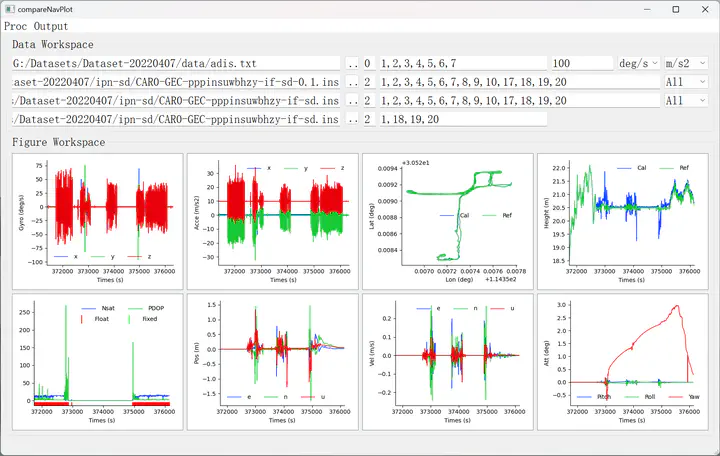 compareNavPlot
Proc Output
Data Workspace
G:/Datasets/Dataset-20220407/data/adis.txt .. 0 1,2,3,4,5,6,7 100 deg/s m/s2
ataset-20220407/ipn-sd/CAR0-GEC-pppinsuwbhzy-if-sd-0.1.ins .. 2 1,2,3,4,5,6,7,8,9,10,17,18,19,20 All
s/Dataset-20220407/ipn-sd/CAR0-GEC-pppinsuwbhzy-if-sd.ins .. 2 1,2,3,4,5,6,7,8,9,10,17,18,19,20 All
s/Dataset-20220407/ipn-sd/CAR0-GEC-pppinsuwbhzy-if-sd.ins .. 2 1,18,19,20
Figure Workspace
75
50
25
0
-25
-50
-75
-100
Gyro (deg/s)
x y z
372000 373000 374000 375000 376000
Times (s)
30
20
10
0
-10
-20
-30
Acce (m/s2)
x y z
372000 373000 374000 375000 376000
Times (s)
+3.052e1
0.0094
0.0092
0.0090
0.0088
0.0086
0.0084
Lat (deg)
Cal Ref
0.0070 0.0072 0.0074 0.0076 0.0078
Lon (deg) +1.1435e2
22.0
21.5
21.0
20.5
20.0
19.5
19.0
18.5
Height (m)
Cal Ref
372000 373000 374000 375000 376000
Times (s)
250
200
150
100
50
0
Nsat PDOP
Float Fixed
372000 373000 374000 375000 376000
Times (s)
1.5
1.0
0.5
0.0
-0.5
-1.0
-1.5
Pos (m)
e n u
372000 373000 374000 375000 376000
Times (s)
0.2
0.1
0.0
-0.1
-0.2
Vel (m/s)
e n u
372000 373000 374000 375000 376000
Times (s)
3.0
2.5
2.0
1.5
1.0
0.5
0.0
-0.5
Att (deg)
Pitch Roll Yaw
372000 373000 374000 375000 376000
Times (s)